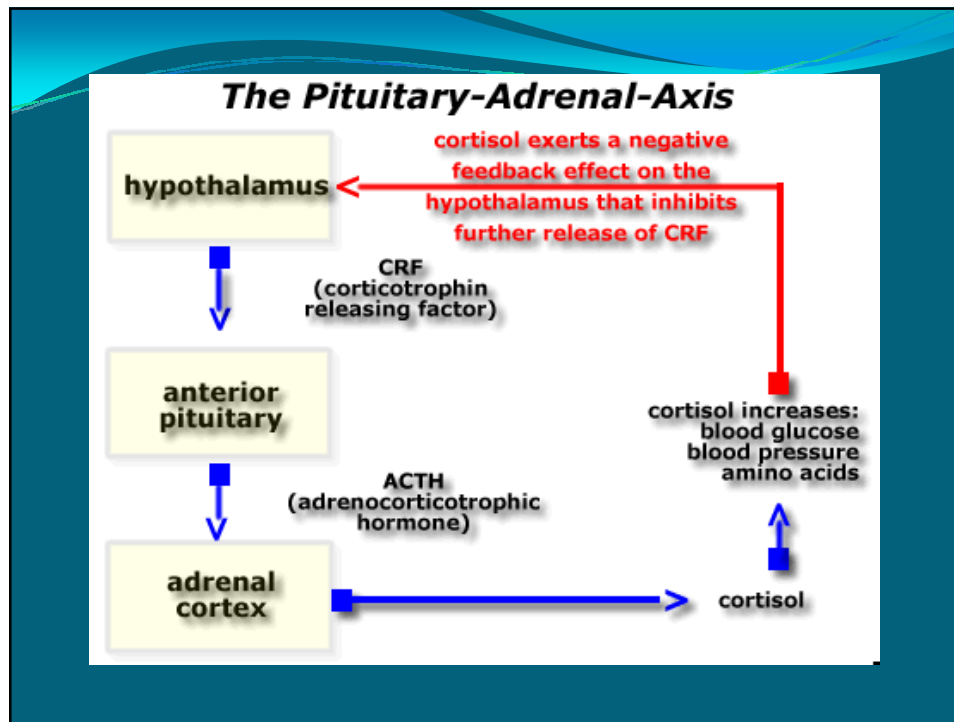 The Pituitary-Adrenal-Axis
hypothalamus
cortisol exerts a negative
feedback effect on the
hypothalamus that inhibits
further release of CRF
CRF
(corticotrophin
releasing factor)
anterior
pituitary
cortisol increases:
blood glucose
blood pressure
amino acids
ACTH
(adrenocorticotrophic
hormone)
adrenal
cortex
cortisol